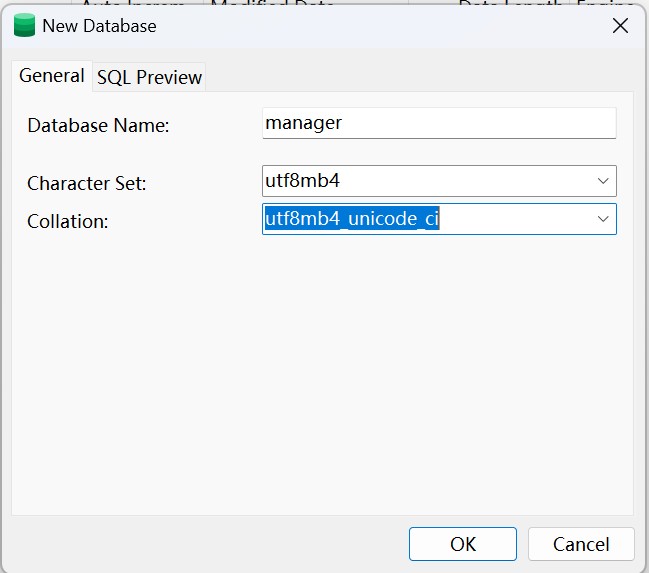 New Database
General
SQL Preview
Database Name:
manager
Character Set:
utf8mb4
Collation:
utf8mb4_unicode_ci
OK
Cancel